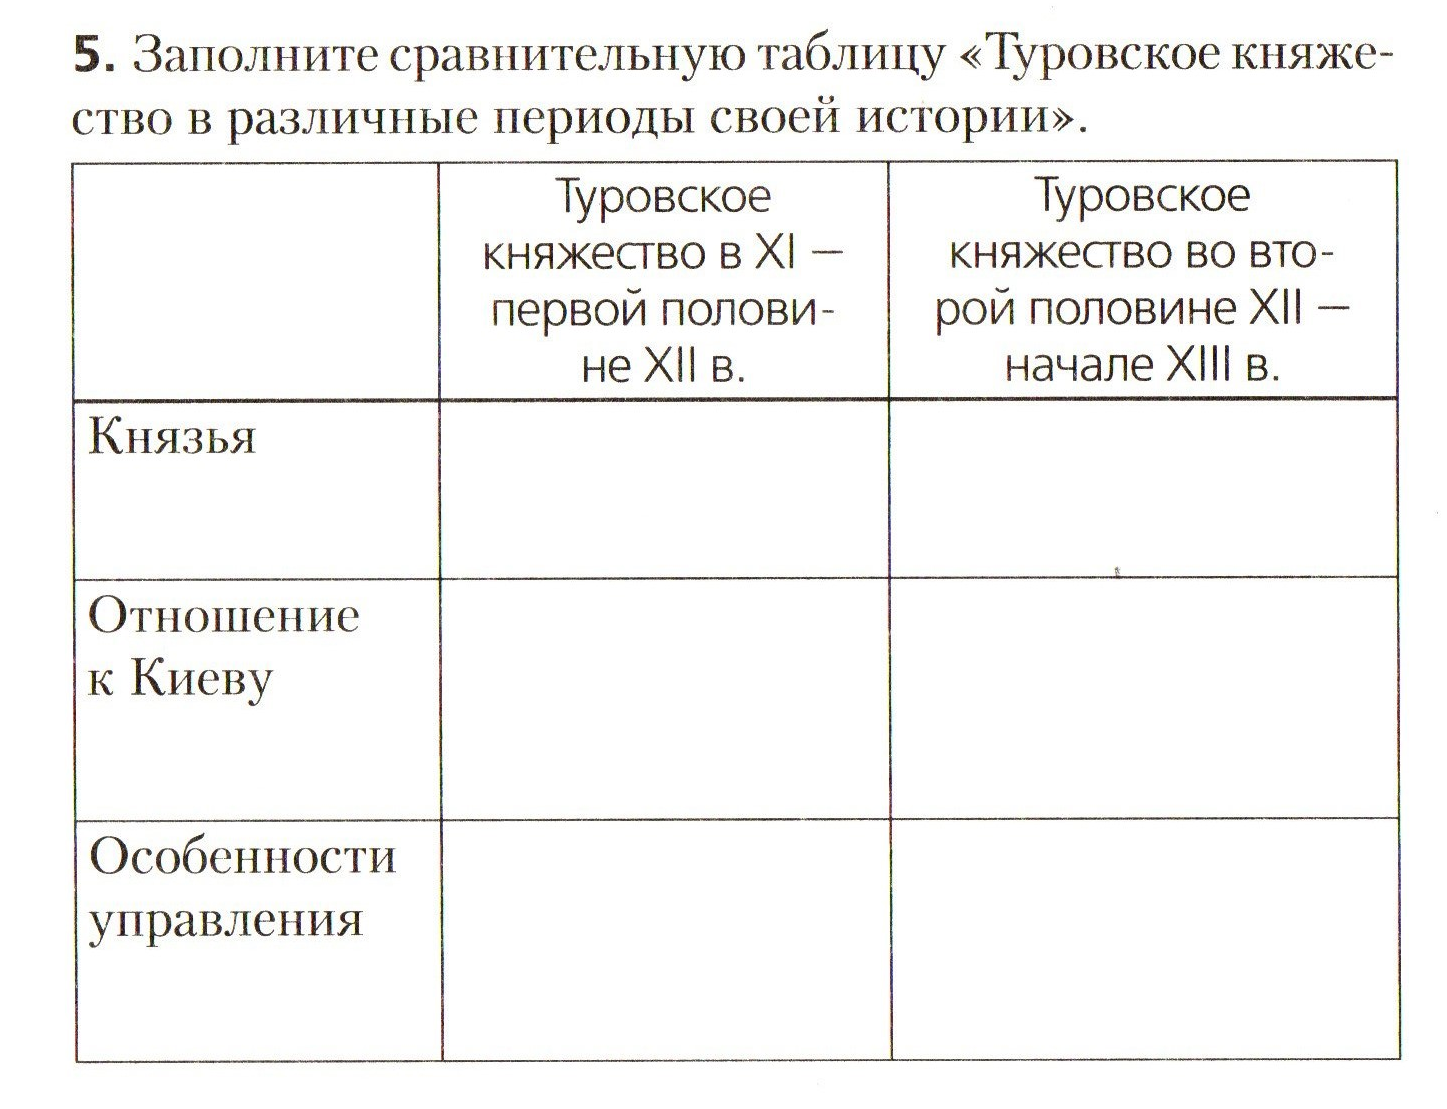 5. Заполните сравнительную таблицу «Туровское княже-
ство в различные периоды своей истории».
Туровское
княжество в XI —
первой полови-
не XII в.
Туровское
княжество во вто-
рой половине XII —
начале XIII в.
Князья
Отношение
к Киеву
Особенности
управления